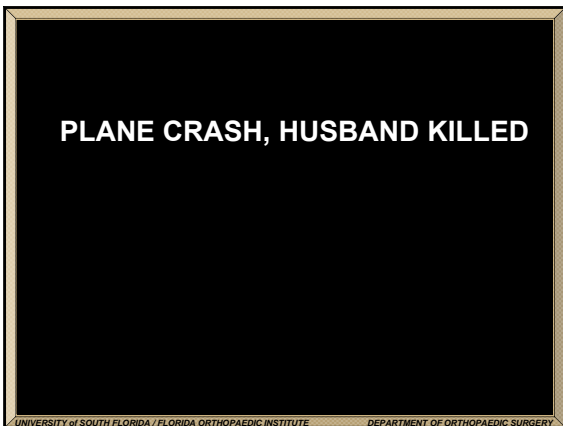 PLANE CRASH, HUSBAND KILLED
UNIVERSITY of SOUTH FLORIDA / FLORIDA ORTHOPAEDIC INSTITUTE DEPARTMENT OF ORTHOPAEDIC SURGERY